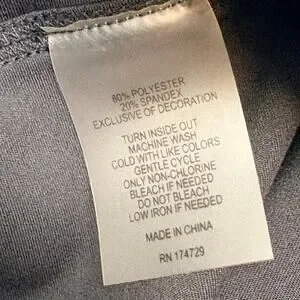 80% POLYESTER
20% SPANDEX
EXCLUSIVE OF DECORATION
TURN INSIDE OUT
MACHINE WASH
COLD WITH LIKE COLORS
GENTLE CYCLE
ONLY NON-CHLORINE
BLEACH IF NEEDED
DO NOT BLEACH
LOW IRON IF NEEDED
MADE IN CHINA
RN 174729